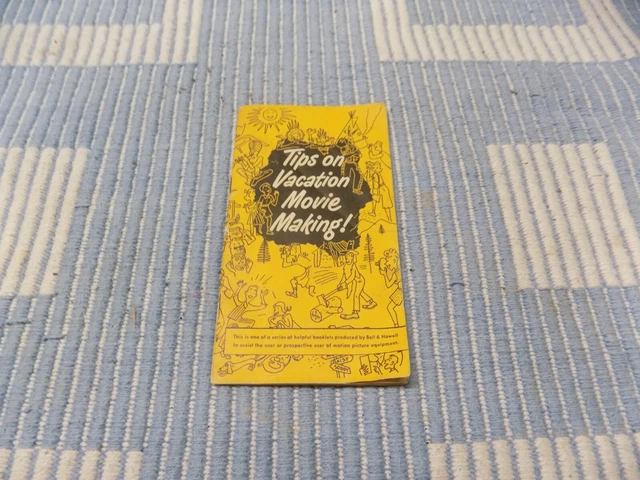 Tips on
Vacation
Movie
Making!
This is one of a series of helpful booklets produced by Bell & Howell
to assist the user or prospective user of motion picture equipment.